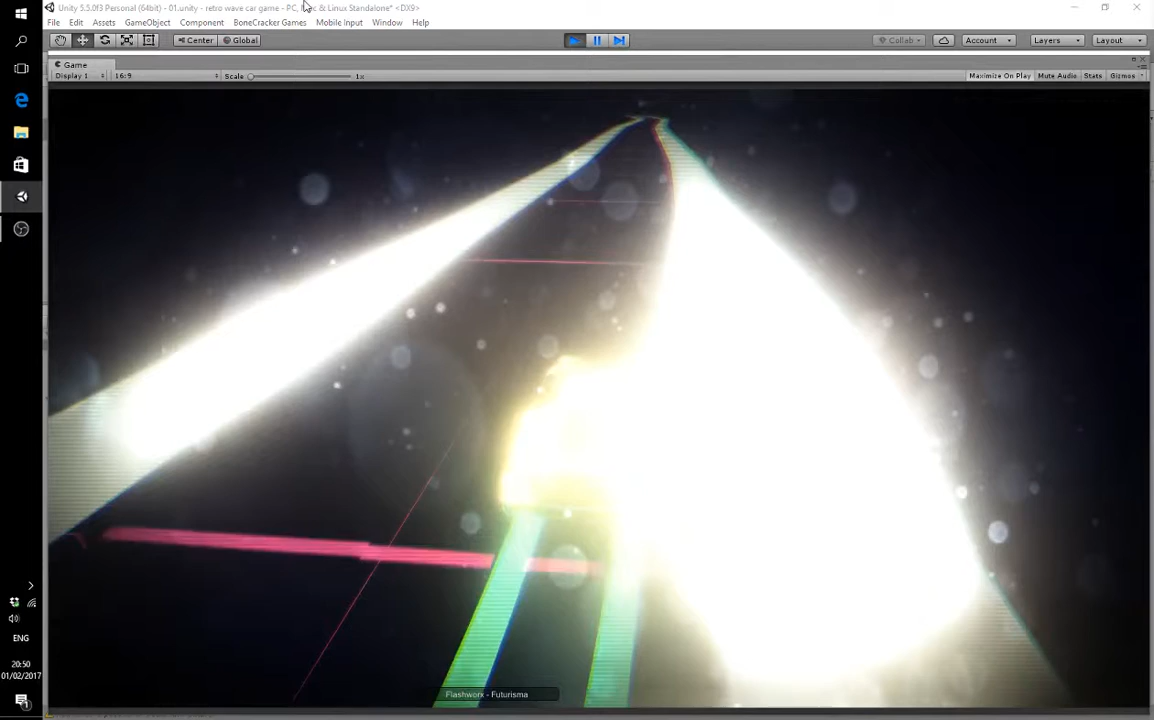 Unity 5.5.0f3 Personal (64bit) - 01.unity - retro wave car game - PC, & Linux Standalone* <DX9>
File Edit Assets GameObject Component BoneCracker Games Mobile Input Window Help
Center Global Collab Account Layers Layout
Game
Display 1 16:9 Scale 1x Maximize On Play Mute Audio Stats Gizmos
Flashworx - Futurisma
ENG
20:50
01/02/2017
1